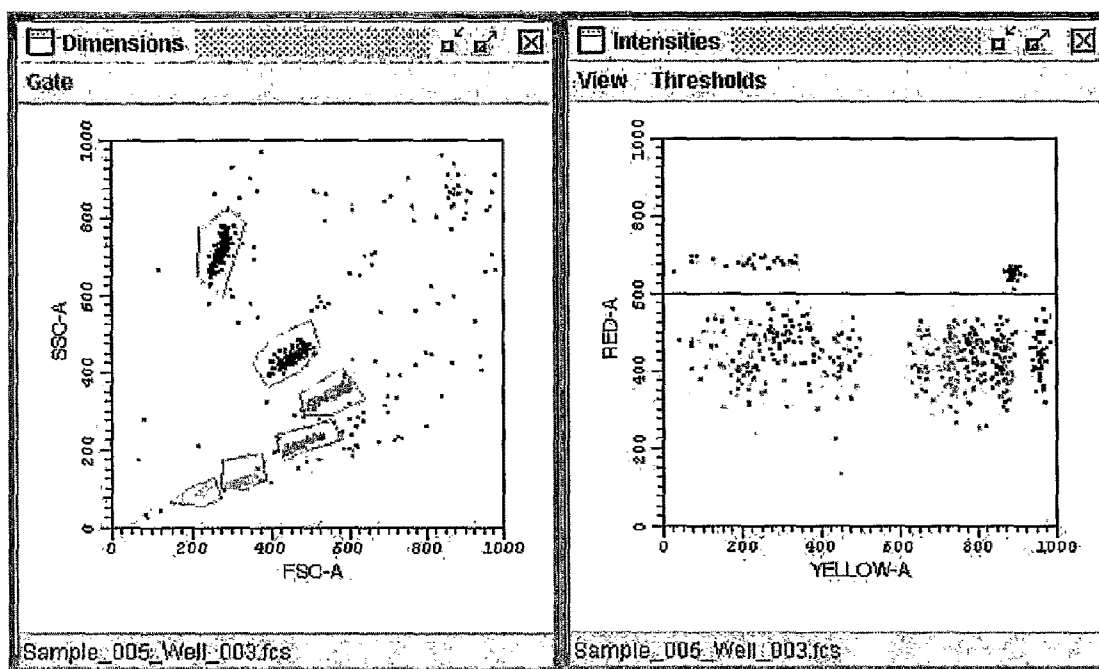 Dimensions
Gate
1000
800
600
400
200
0
SSC-A
0 200 400 600 800 1000
FSC-A
Sample_005_Well_003.fcs
Intensities
View Thresholds
1000
800
600
400
200
0
RED-A
0 200 400 600 800 1000
YELLOW-A
Sample_005_Well_003.fcs